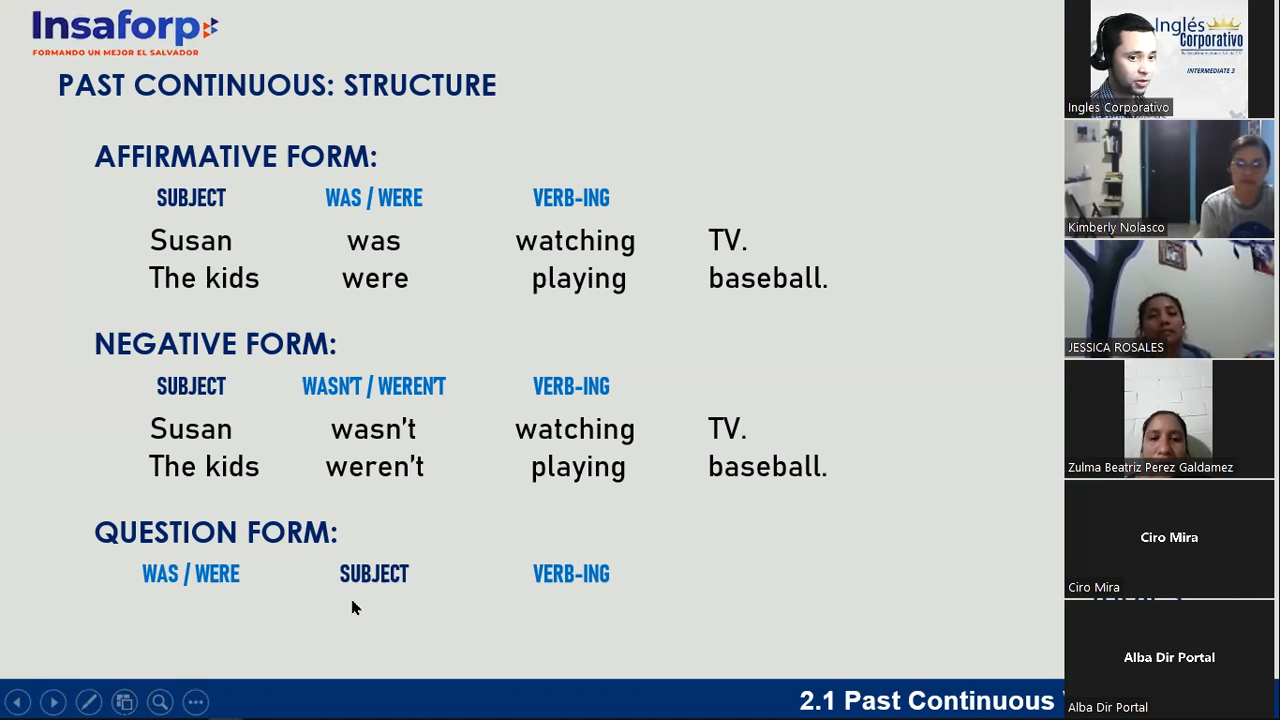 Insaforp
FORMANDO UN MEJOR EL SALVADOR
PAST CONTINUOUS: STRUCTURE
AFFIRMATIVE FORM:
SUBJECT WAS / WERE VERB-ING
Susan was watching TV.
The kids were playing baseball.
NEGATIVE FORM:
SUBJECT WASN'T / WEREN'T VERB-ING
Susan wasn't watching TV.
The kids weren't playing baseball.
QUESTION FORM:
WAS / WERE SUBJECT VERB-ING
2.1 Past Continuous
Inglés
Corporativo
INTERMEDIATE 3
Ingles Corporativo
Kimberly Nolasco
JESSICA ROSALES
Zulma Beatriz Perez Galdamez
Ciro Mira
Ciro Mira
Alba Dir Portal
Alba Dir Portal